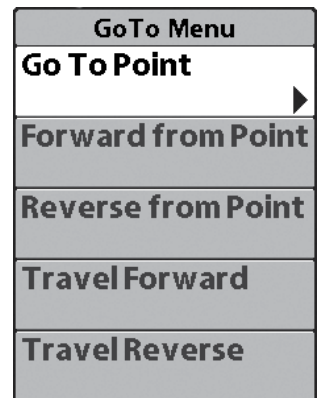 GoTo Menu
Go To Point
Forward from Point
Reverse from Point
Travel Forward
Travel Reverse